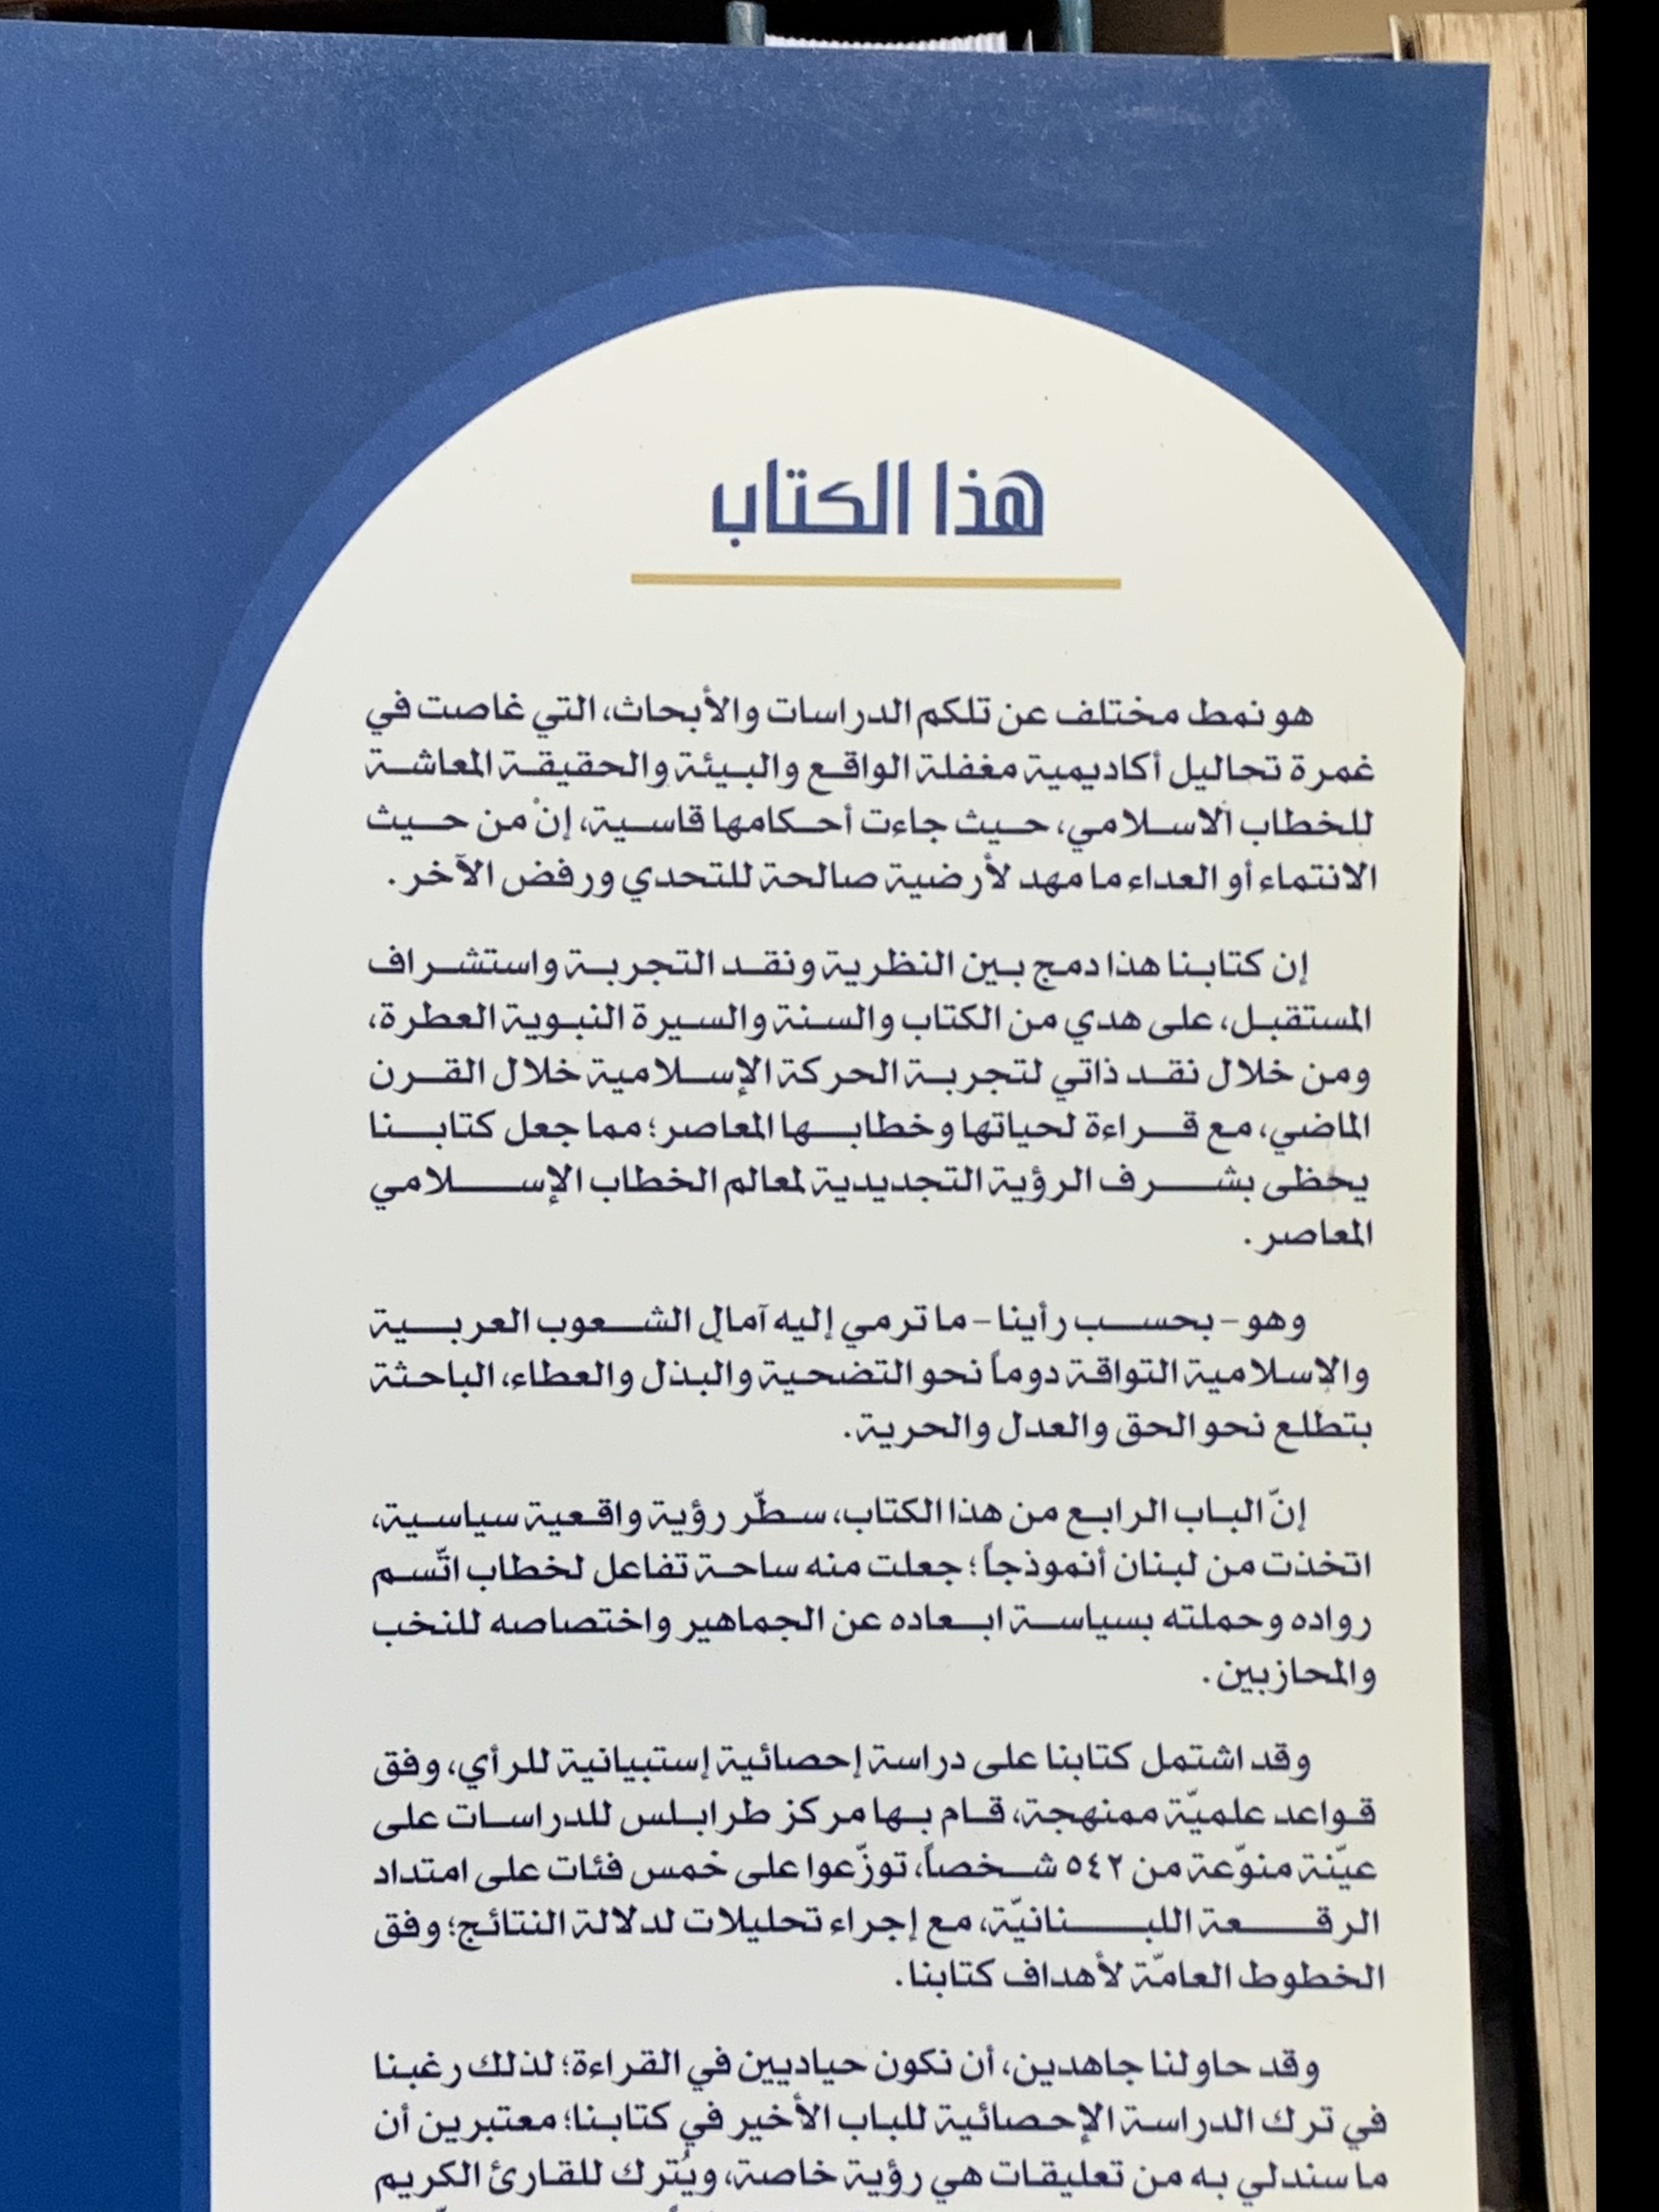 هذا الكتاب
هو نمط مختلف عن تلكم الدراسات والأبحاث، التي غاصت في
غمرة تحاليل أكاديمية مغفلة الواقع والبيئة والحقيقة المعاشة
للخطاب الاسلامي، حيث جاءت أحكامها قاسية، إنْ من حيث
الانتماء أو العداء ما مهد لأرضية صالحة للتحدي ورفض الآخر.
إن كتابنا هذا دمج بين النظرية ونقد التجربة واستشراف
المستقبل، على هدي من الكتاب والسنة والسيرة النبوية العطرة،
ومن خلال نقد ذاتي لتجربة الحركة الإسلامية خلال القرن
الماضي، مع قراءة لحياتها وخطابها المعاصر؛ مما جعل كتابنا
يحظى بشرف الرؤية التجديدية لمعالم الخطاب الإسلامي
المعاصر.
وهو - بحسب رأينا - ما ترمي إليه آمال الشعوب العربية
والإسلامية التواقة دوماً نحو التضحية والبذل والعطاء، الباحثة
بتطلع نحو الحق والعدل والحرية.
إنّ الباب الرابع من هذا الكتاب، سطّر رؤية واقعية سياسية،
اتخذت من لبنان أنموذجاً؛ جعلت منه ساحة تفاعل لخطاب اتّسم
رواده وحملته بسياسة ابعاده عن الجماهير واختصاصه للنخب
والمحازبين.
وقد اشتمل كتابنا على دراسة إحصائية إستبيانية للرأي، وفق
قواعد علميّة ممنهجة، قام بها مركز طرابلس للدراسات على
عيّنة منوّعة من ٥٤٢ شخصاً، توزّعوا على خمس فئات على امتداد
الرقعة اللبنانيّة، مع إجراء تحليلات لدلالة النتائج؛ وفق
الخطوط العامّة لأهداف كتابنا.
وقد حاولنا جاهدين، أن نكون حياديين في القراءة؛ لذلك رغبنا
في ترك الدراسة الإحصائية للباب الأخير في كتابنا؛ معتبرين أن
ما سندلي به من تعليقات هي رؤية خاصة، ويُترك للقارئ الكريم